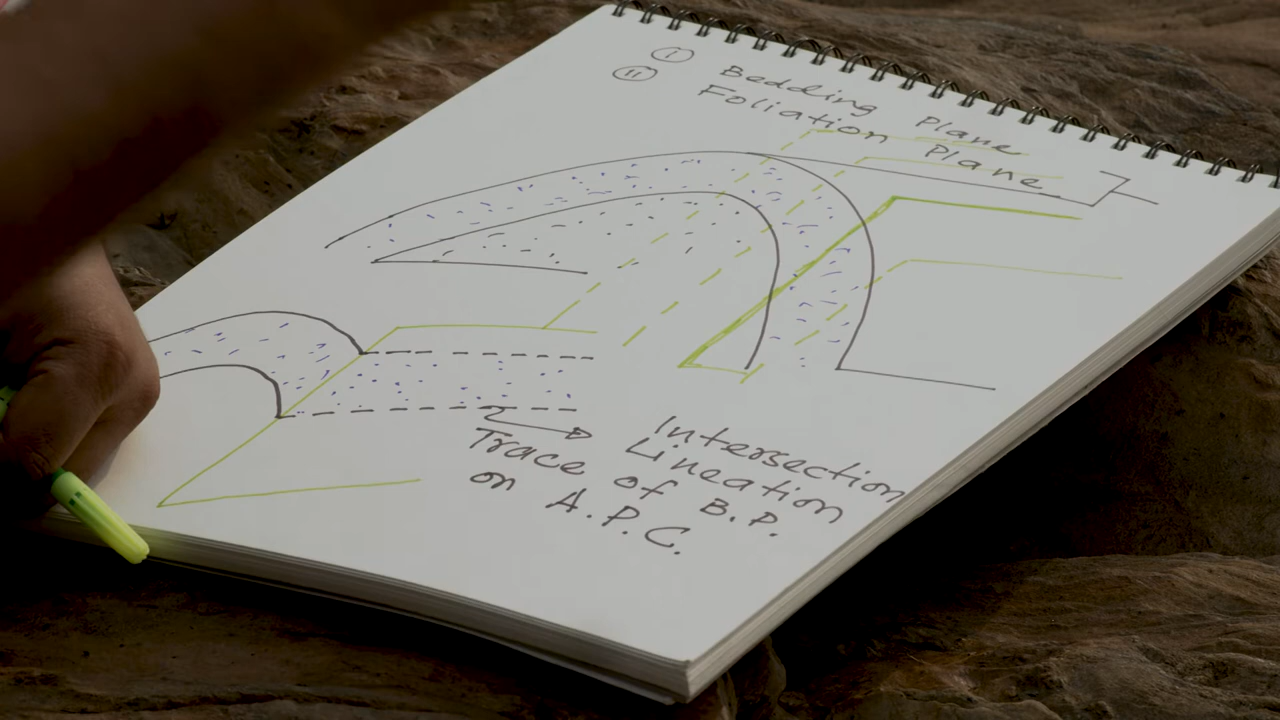 I Bedding Plane
II Foliation Plane
Intersection
Lineation
Trace of B.P.
on A.P.C.